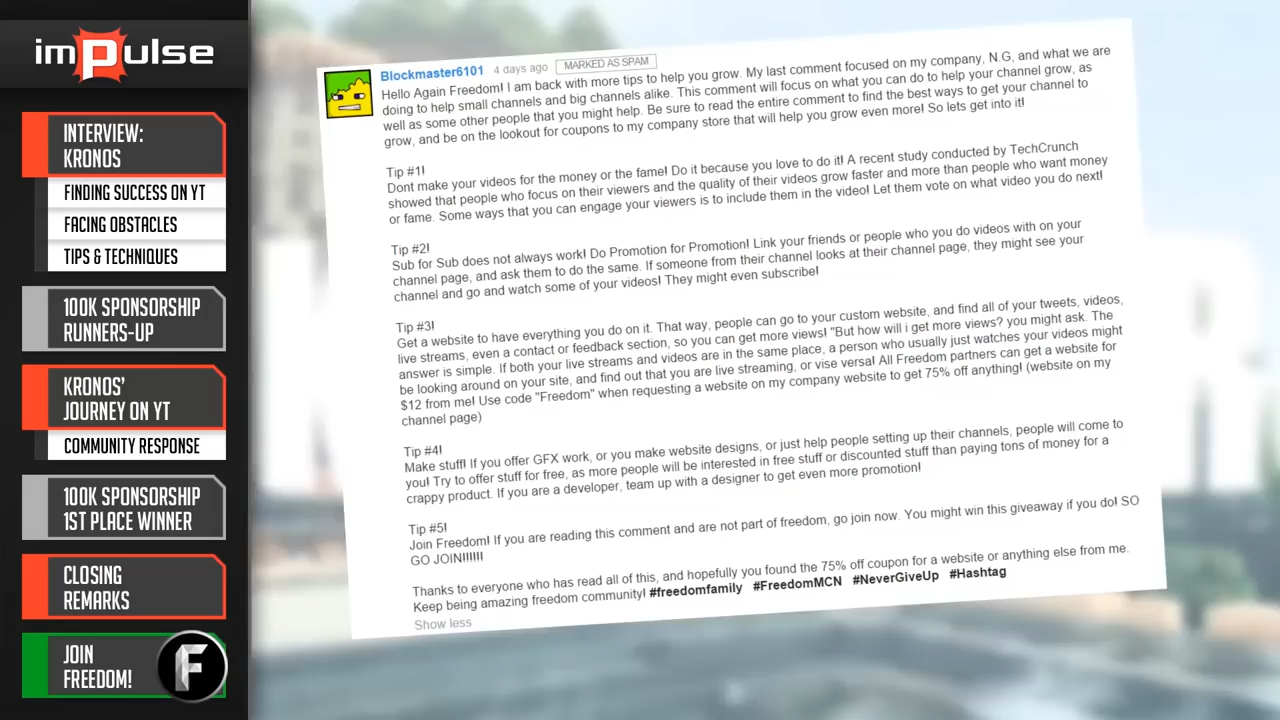 imPulse
INTERVIEW:
KRONOS
FINDING SUCCESS ON YT
FACING OBSTACLES
TIPS & TECHNIQUES
100K SPONSORSHIP
RUNNERS-UP
KRONOS'
JOURNEY ON YT
COMMUNITY RESPONSE
100K SPONSORSHIP
1ST PLACE WINNER
CLOSING
REMARKS
JOIN
FREEDOM!
F
Blockmaster6101 4 days ago MARKED AS SPAM
Hello Again Freedom! I am back with more tips to help you grow. My last comment focused on my company, N.G, and what we are
doing to help small channels and big channels alike. This comment will focus on what you can do to help your channel grow, as
well as some other people that you might help. Be sure to read the entire comment to find the best ways to get your channel to
grow, and be on the lookout for coupons to my company store that will help you grow even more! So lets get into it!
Tip #1!
Dont make your videos for the money or the fame! Do it because you love to do it! A recent study conducted by TechCrunch
showed that people who focus on their viewers and the quality of their videos grow faster and more than people who want money
or fame. Some ways that you can engage your viewers is to include them in the video! Let them vote on what video you do next!
Tip #2!
Sub for Sub does not always work! Do Promotion for Promotion! Link your friends or people who you do videos with on your
channel page, and ask them to do the same. If someone from their channel looks at their channel page, they might see your
channel and go and watch some of your videos! They might even subscribe!
Tip #3!
Get a website to have everything you do on it. That way, people can go to your custom website, and find all of your tweets, videos,
live streams, even a contact or feedback section, so you can get more views! "But how will i get more views? you might ask. The
answer is simple. If both your live streams and videos are in the same place, a person who usually just watches your videos might
be looking around on your site, and find out that you are live streaming, or vise versa! All Freedom partners can get a website for
$12 from me! Use code "Freedom" when requesting a website on my company website to get 75% off anything! (website on my
channel page)
Tip #4!
Make stuff! If you offer GFX work, or you make website designs, or just help people setting up their channels, people will come to
you! Try to offer stuff for free, as more people will be interested in free stuff or discounted stuff than paying tons of money for a
crappy product. If you are a developer, team up with a designer to get even more promotion!
Tip #5!
Join Freedom! If you are reading this comment and are not part of freedom, go join now. You might win this giveaway if you do! SO
GO JOIN!!!!!!
Thanks to everyone who has read all of this, and hopefully you found the 75% off coupon for a website or anything else from me.
Keep being amazing freedom community! #freedomfamily #FreedomMCN #NeverGiveUp #Hashtag
Show less